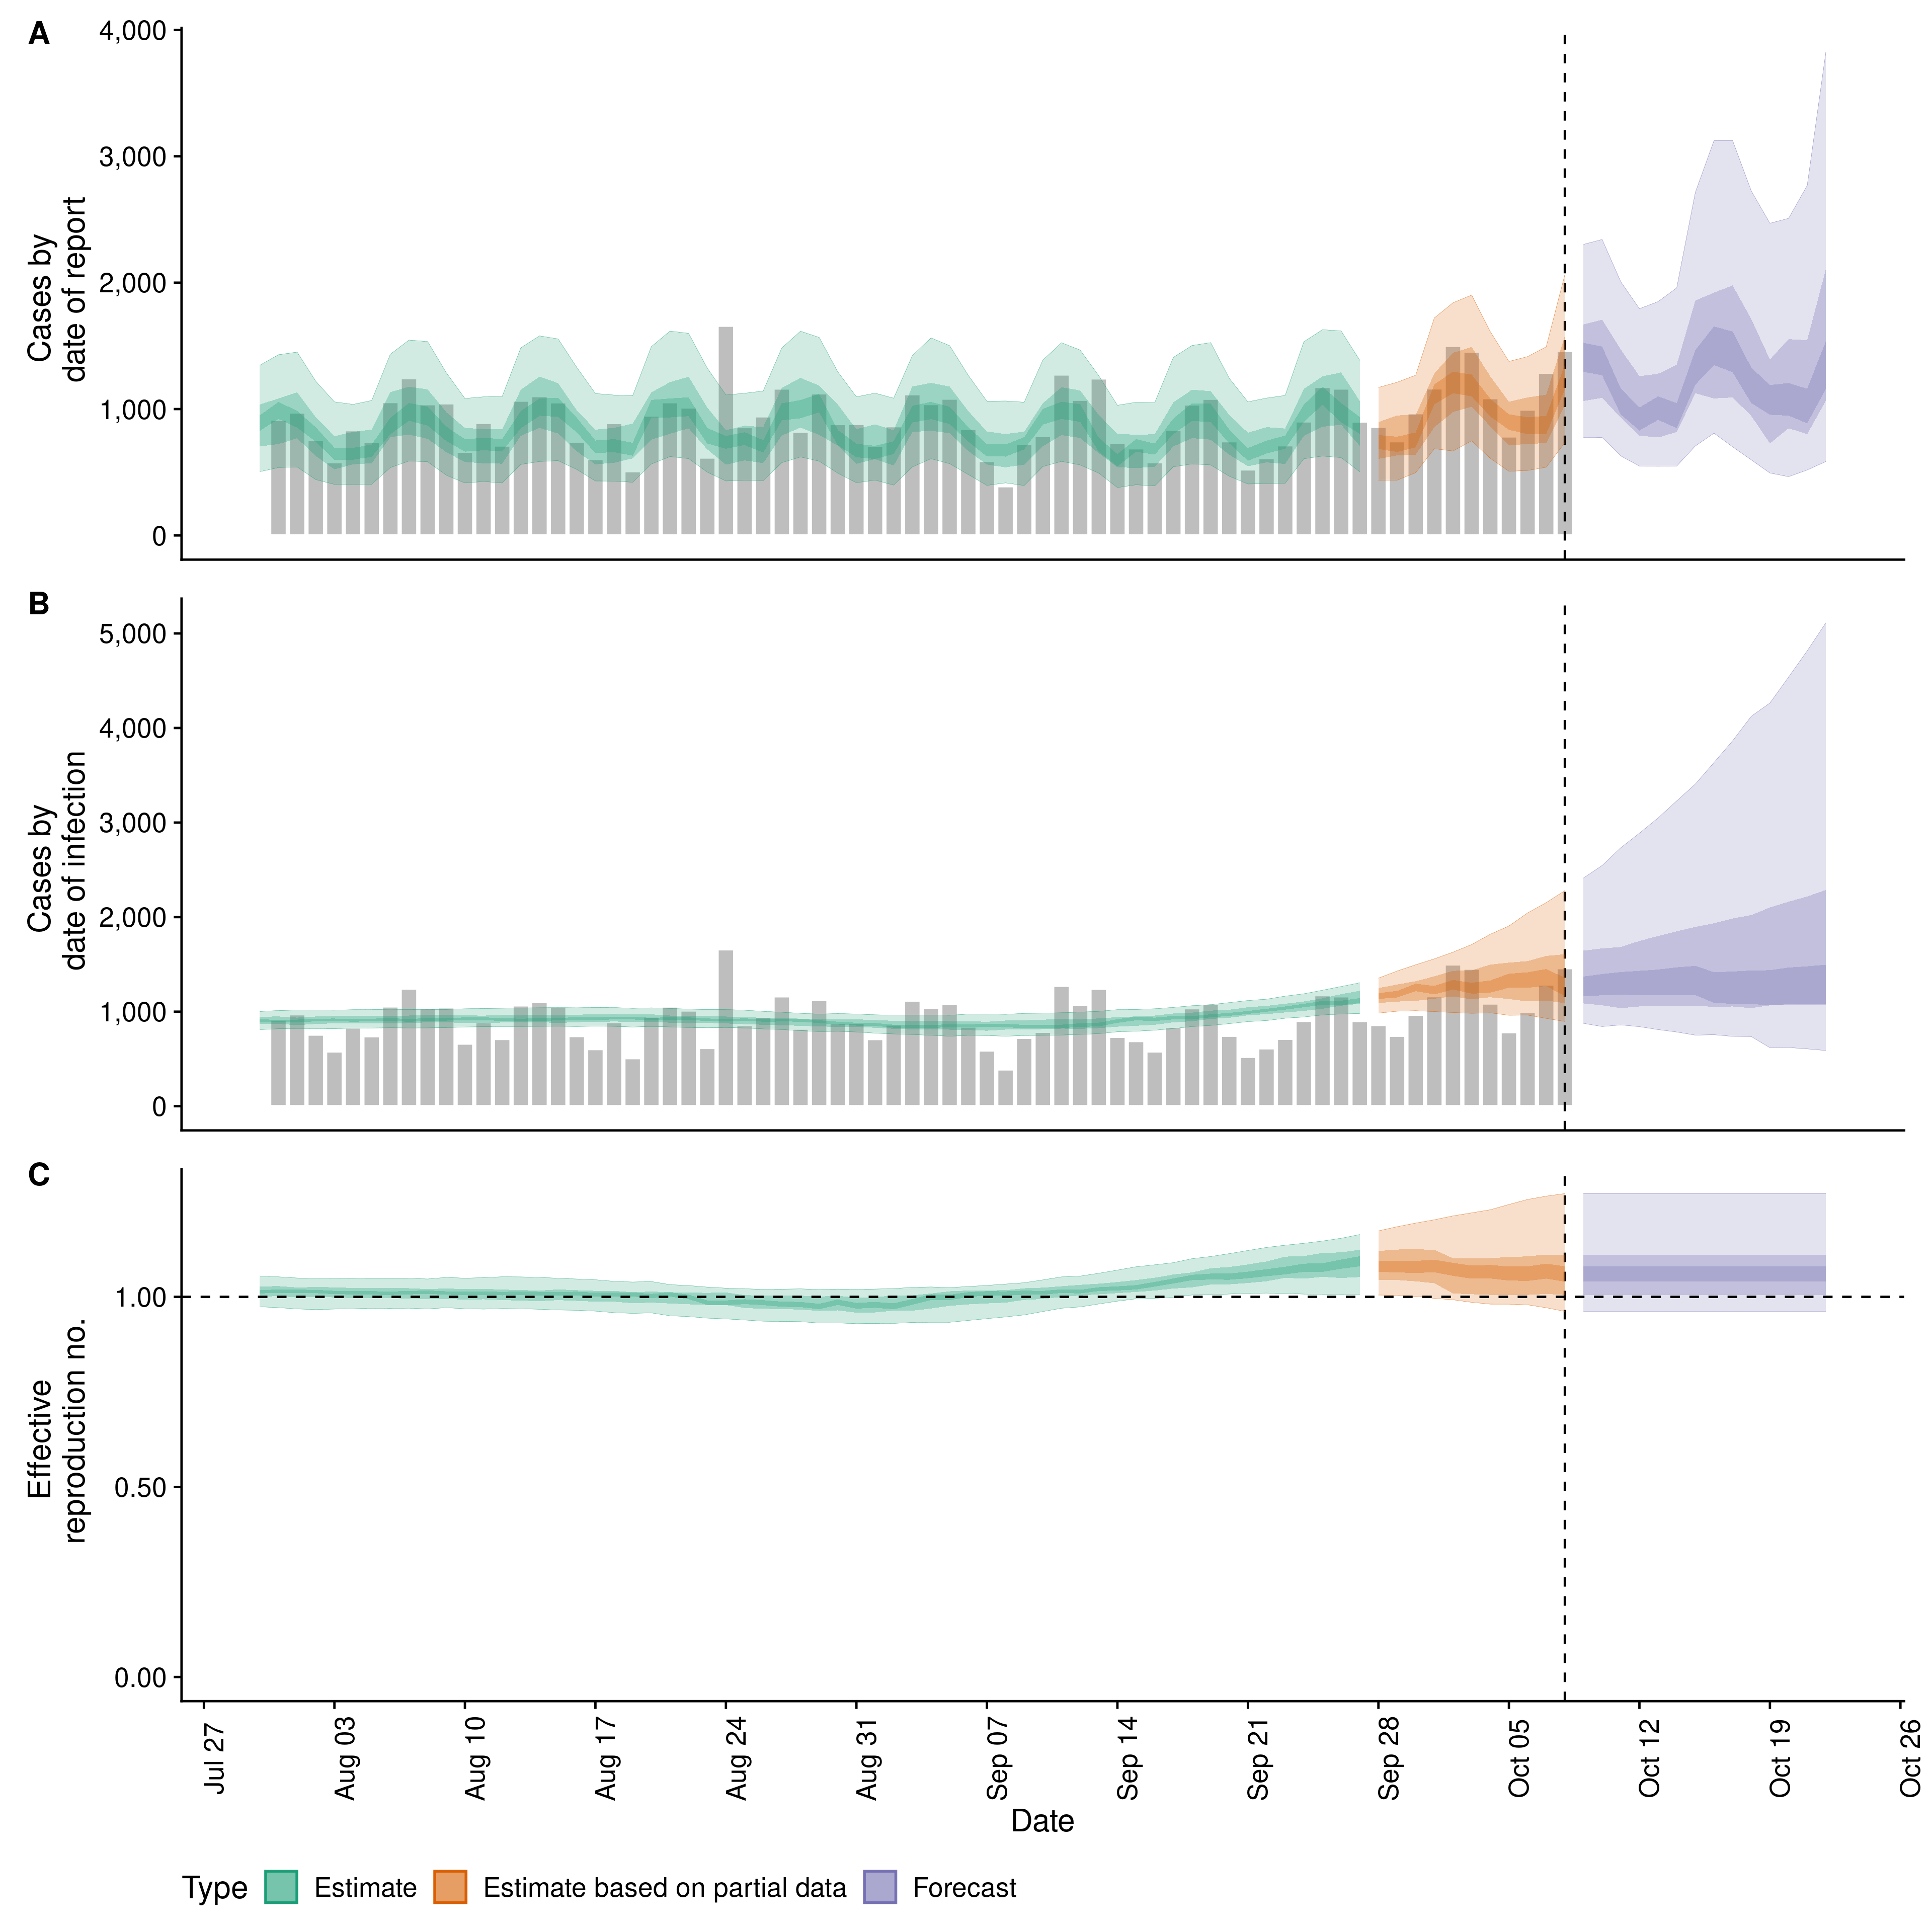 A
Cases by
date of report
4,000
3,000
2,000
1,000
0
B
Cases by
date of infection
5,000
4,000
3,000
2,000
1,000
0
C
Effective
reproduction no.
1.00
0.50
0.00
Jul 27
Aug 03
Aug 10
Aug 17
Aug 24
Aug 31
Sep 07
Sep 14
Sep 21
Sep 28
Oct 05
Oct 12
Oct 19
Oct 26
Date
Type Estimate Estimate based on partial data Forecast